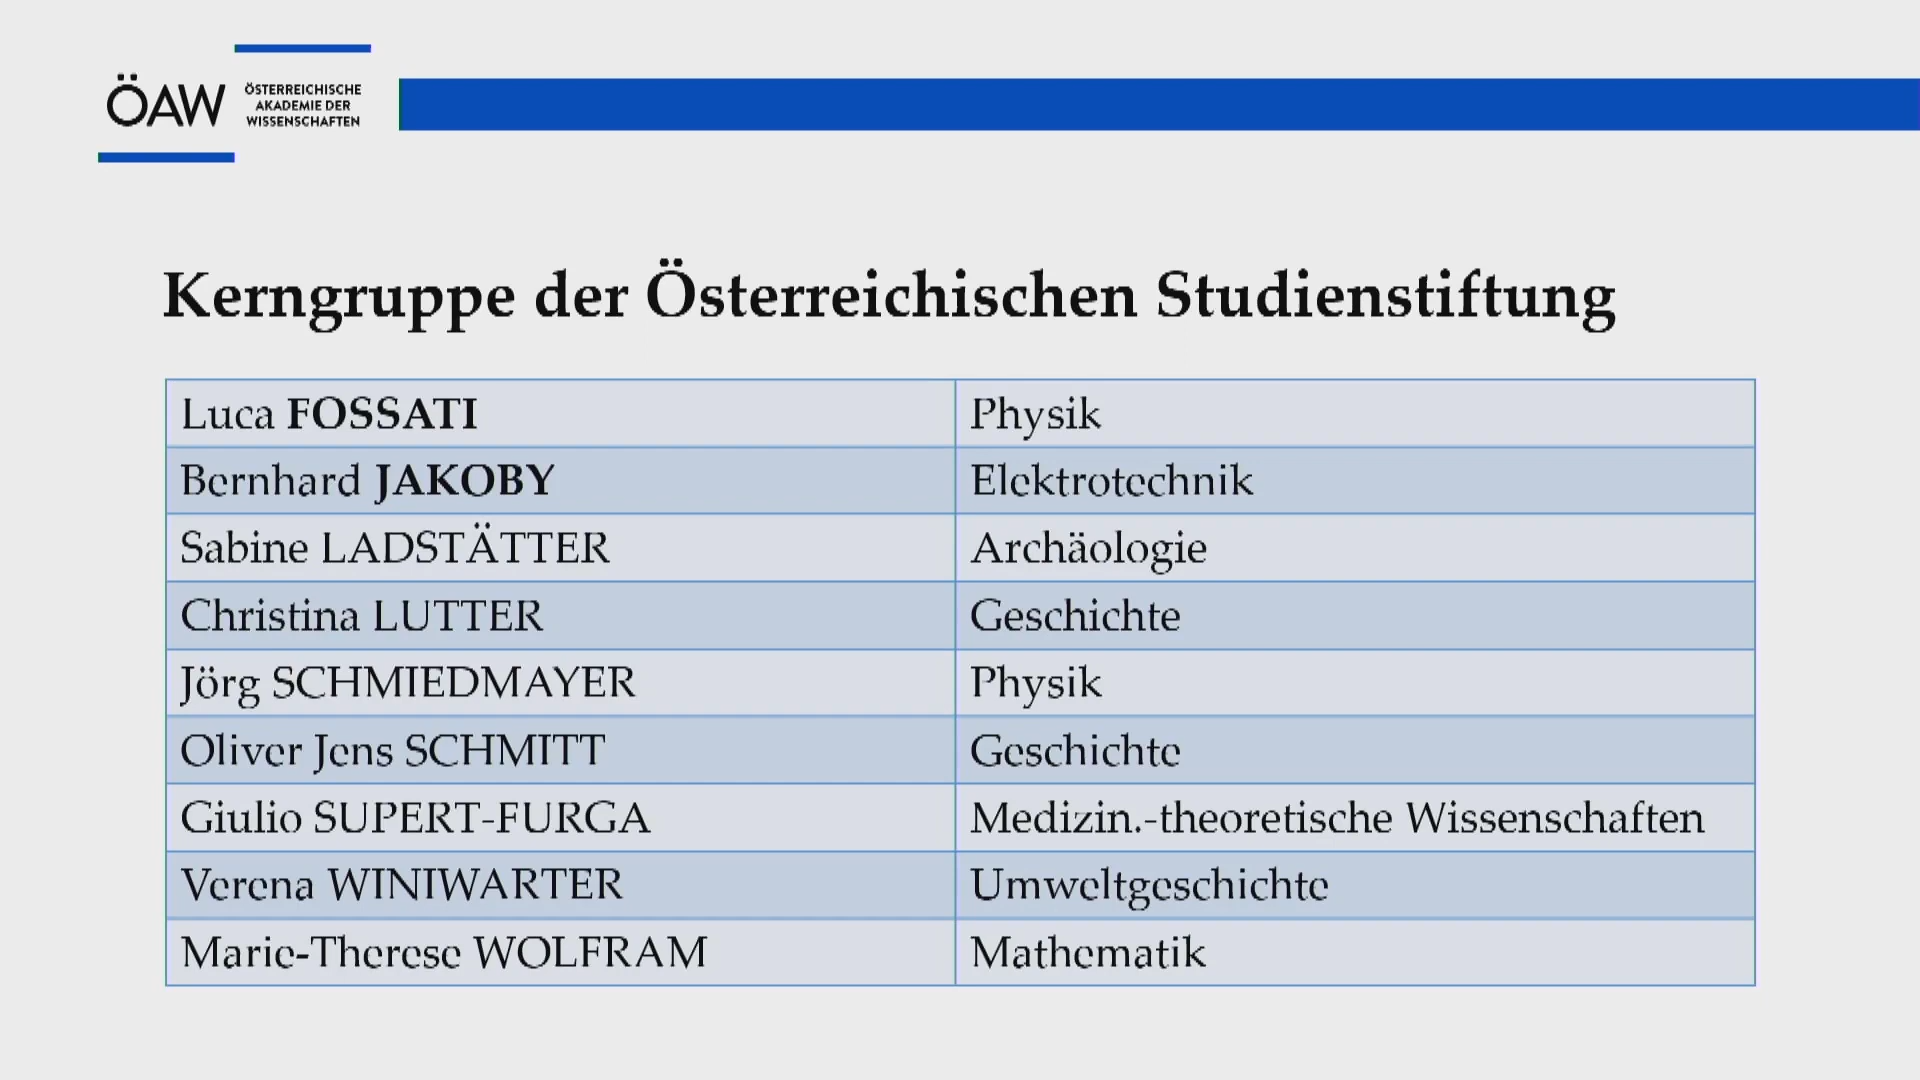 ÖAW
ÖSTERREICHISCHE
AKADEMIE DER
WISSENSCHAFTEN
Kerngruppe der Österreichischen Studienstiftung
Luca FOSSATI Physik
Bernhard JAKOBY Elektrotechnik
Sabine LADSTÄTTER Archäologie
Christina LUTTER Geschichte
Jörg SCHMIEDMAYER Physik
Oliver Jens SCHMITT Geschichte
Giulio SUPERT-FURGA Medizin.-theoretische Wissenschaften
Verena WINIWARTER Umweltgeschichte
Marie-Therese WOLFRAM Mathematik